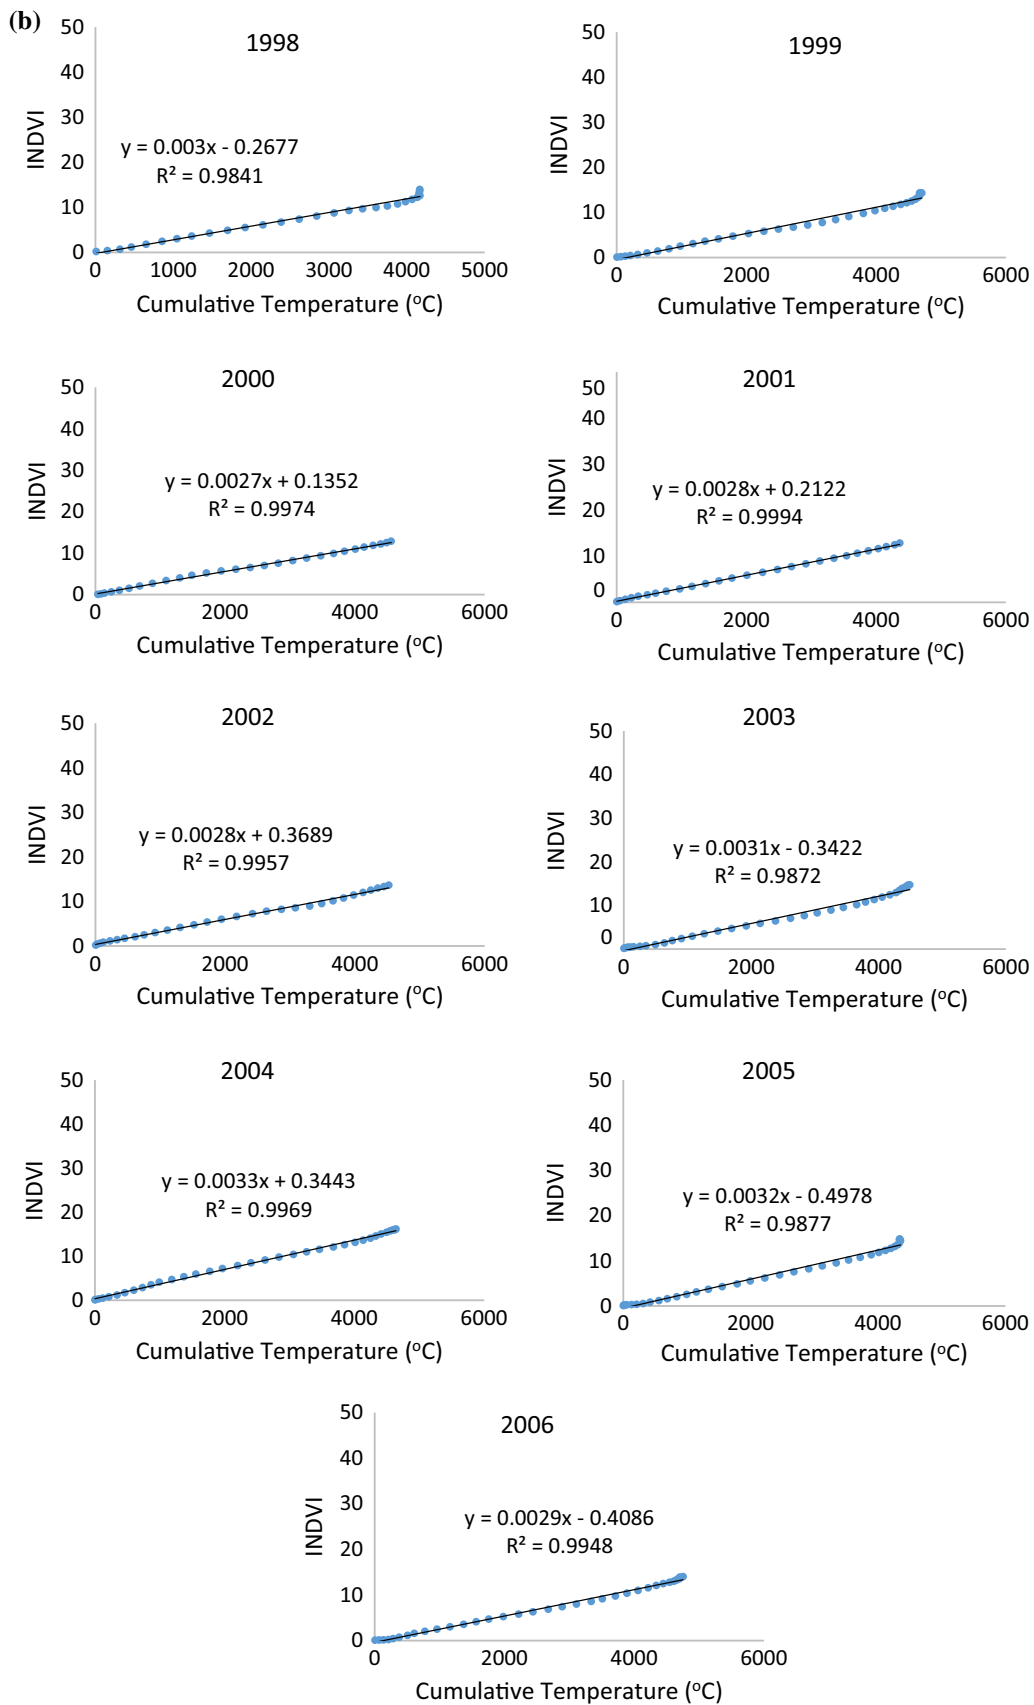 (b)
1998
50
40
30
20
10
0
INDVI
y = 0.003x - 0.2677
R² = 0.9841
0 1000 2000 3000 4000 5000
Cumulative Temperature (°C)
1999
50
40
30
20
10
0
INDVI
0 2000 4000 6000
Cumulative Temperature (°C)
2000
50
40
30
20
10
0
INDVI
y = 0.0027x + 0.1352
R² = 0.9974
0 2000 4000 6000
Cumulative Temperature (°C)
2001
50
40
30
20
10
0
INDVI
y = 0.0028x + 0.2122
R² = 0.9994
0 2000 4000 6000
Cumulative Temperature (°C)
2002
50
40
30
20
10
0
INDVI
y = 0.0028x + 0.3689
R² = 0.9957
0 2000 4000 6000
Cumulative Temperature (°C)
2003
50
40
30
20
10
0
INDVI
y = 0.0031x - 0.3422
R² = 0.9872
0 2000 4000 6000
Cumulative Temperature (°C)
2004
50
40
30
20
10
0
INDVI
y = 0.0033x + 0.3443
R² = 0.9969
0 2000 4000 6000
Cumulative Temperature (°C)
2005
50
40
30
20
10
0
INDVI
y = 0.0032x - 0.4978
R² = 0.9877
0 2000 4000 6000
Cumulative Temperature (°C)
2006
50
40
30
20
10
0
INDVI
y = 0.0029x - 0.4086
R² = 0.9948
0 2000 4000 6000
Cumulative Temperature (°C)